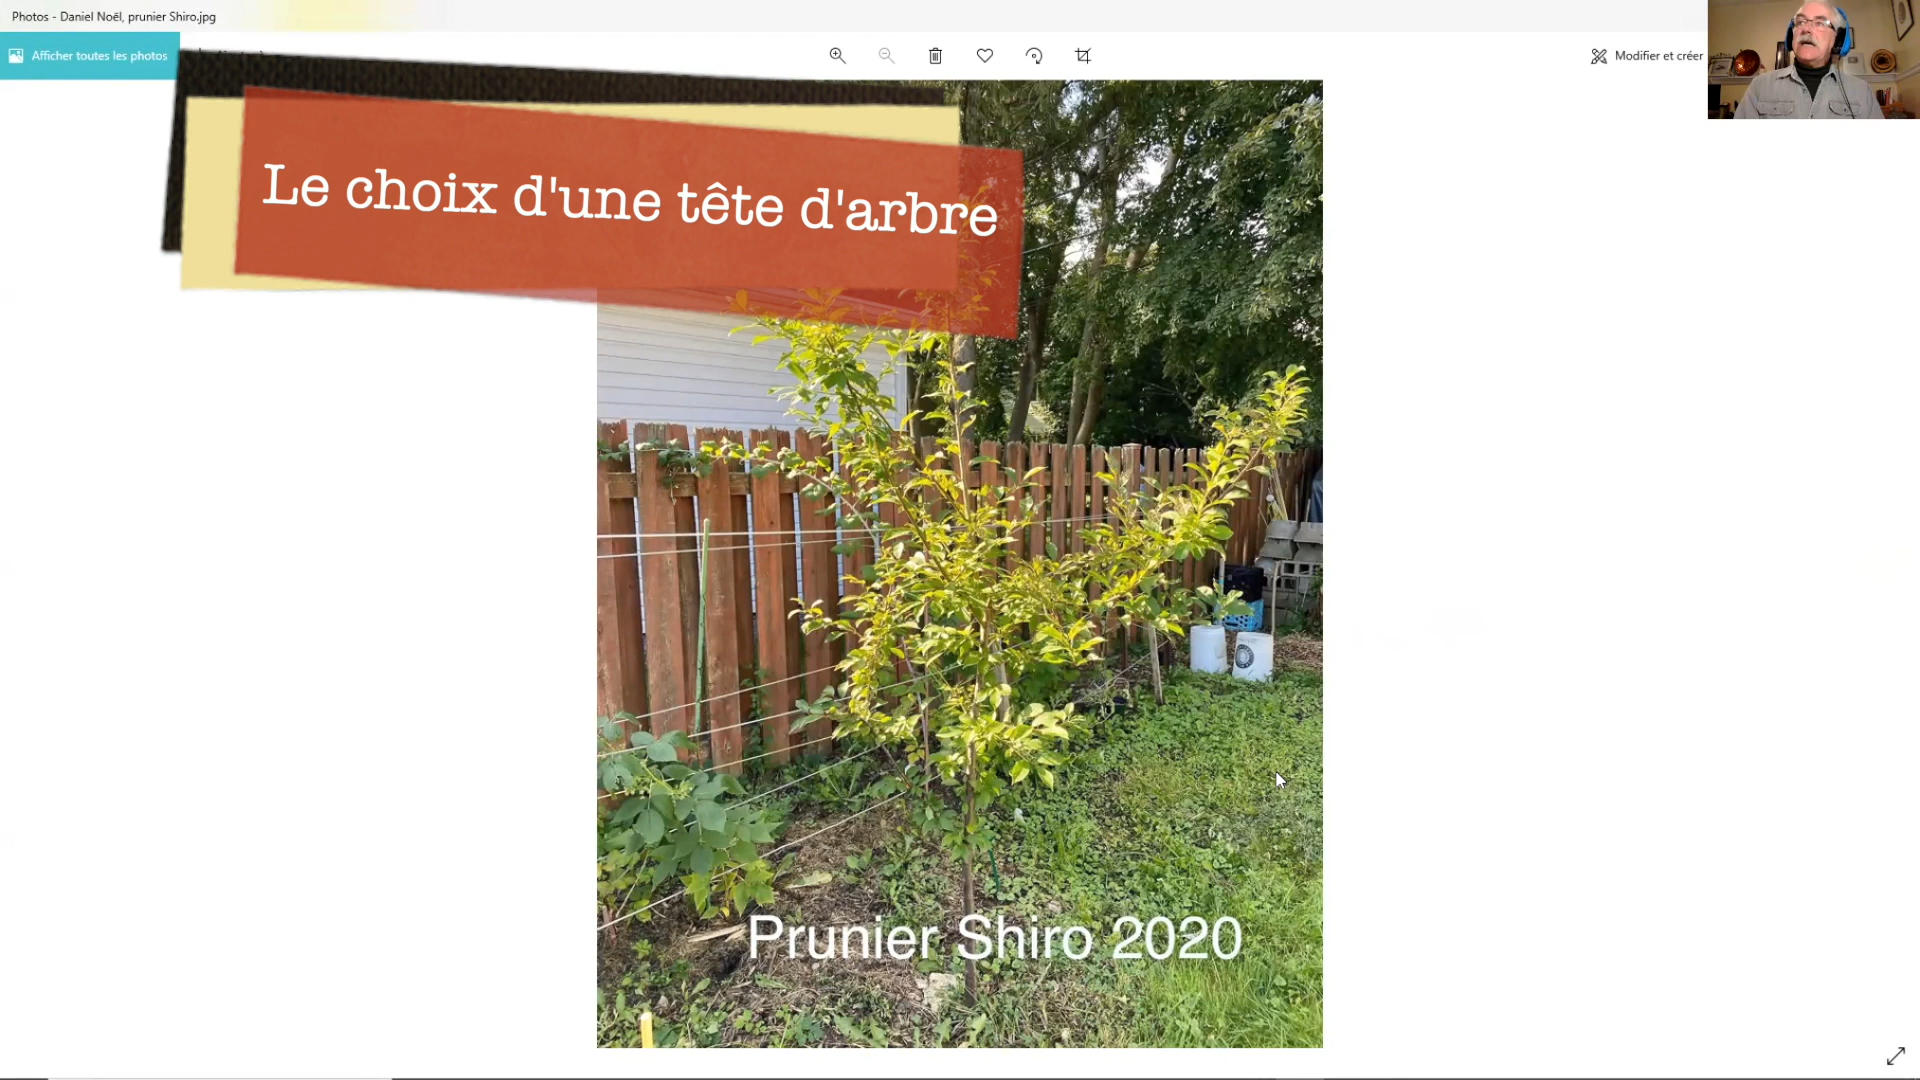 Photos - Daniel Noël, prunier Shiro.jpg
Afficher toutes les photos
Modifier et créer
Le choix d'une tête d'arbre
Prunier Shiro 2020